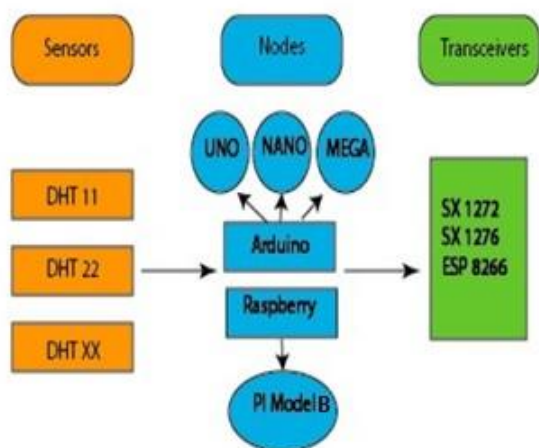 Sensors
Nodes
Transceivers
UNO
NANO
MEGA
DHT 11
DHT 22
DHT XX
Arduino
Raspberry
PI Model B
SX 1272
SX 1276
ESP 8266